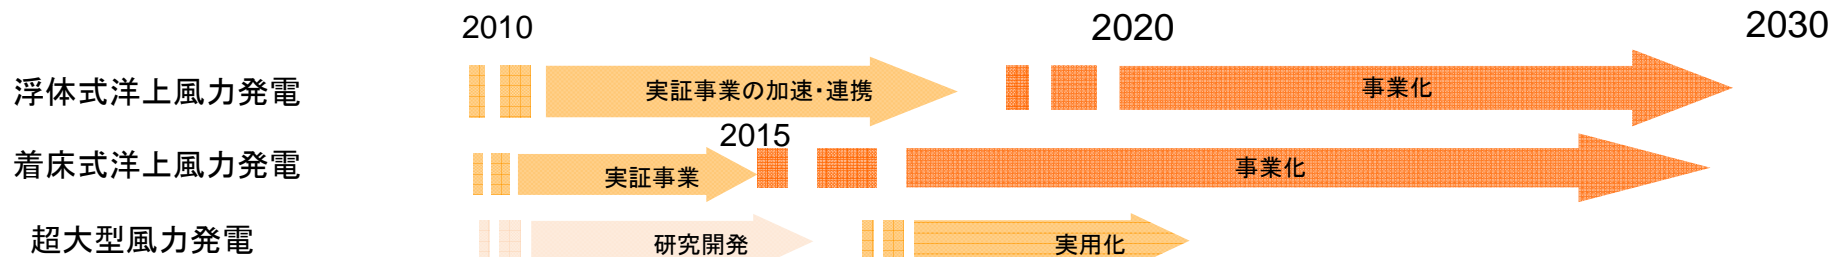 2010 2020 2030
浮体式洋上風力発電 実証事業の加速・連携 事業化
2015
着床式洋上風力発電 実証事業 事業化
超大型風力発電 研究開発 実用化